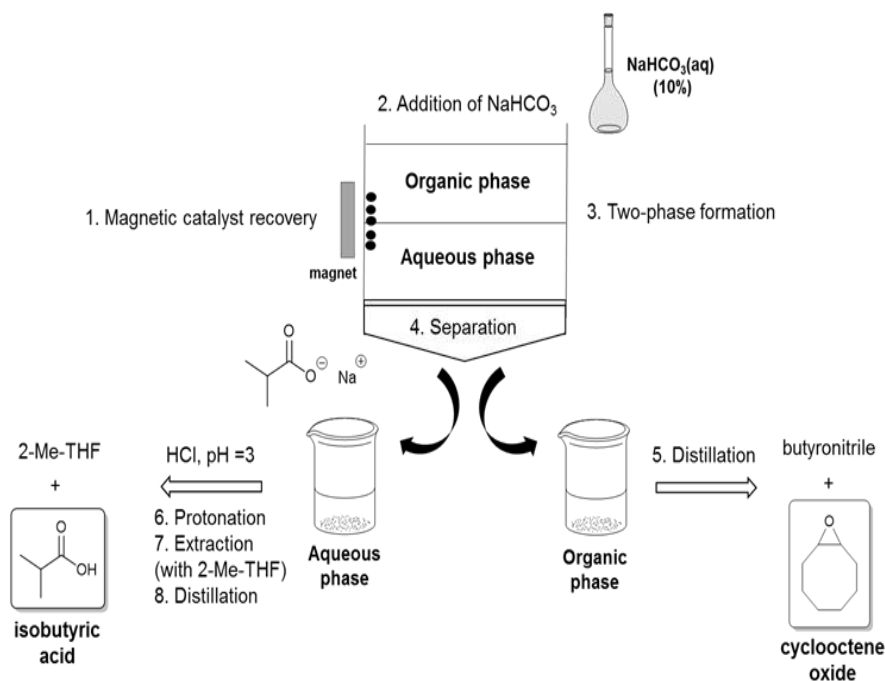 NaHCO3(aq)
(10%)
2. Addition of NaHCO3
Organic phase
1. Magnetic catalyst recovery
3. Two-phase formation
Aqueous phase
magnet
4. Separation
O
O
⊖
Na
⊕
2-Me-THF
+
HCl, pH =3
5. Distillation
butyronitrile
+
6. Protonation
7. Extraction
(with 2-Me-THF)
8. Distillation
O
OH
Aqueous
phase
Organic
phase
O
isobutyric
acid
cyclooctene
oxide